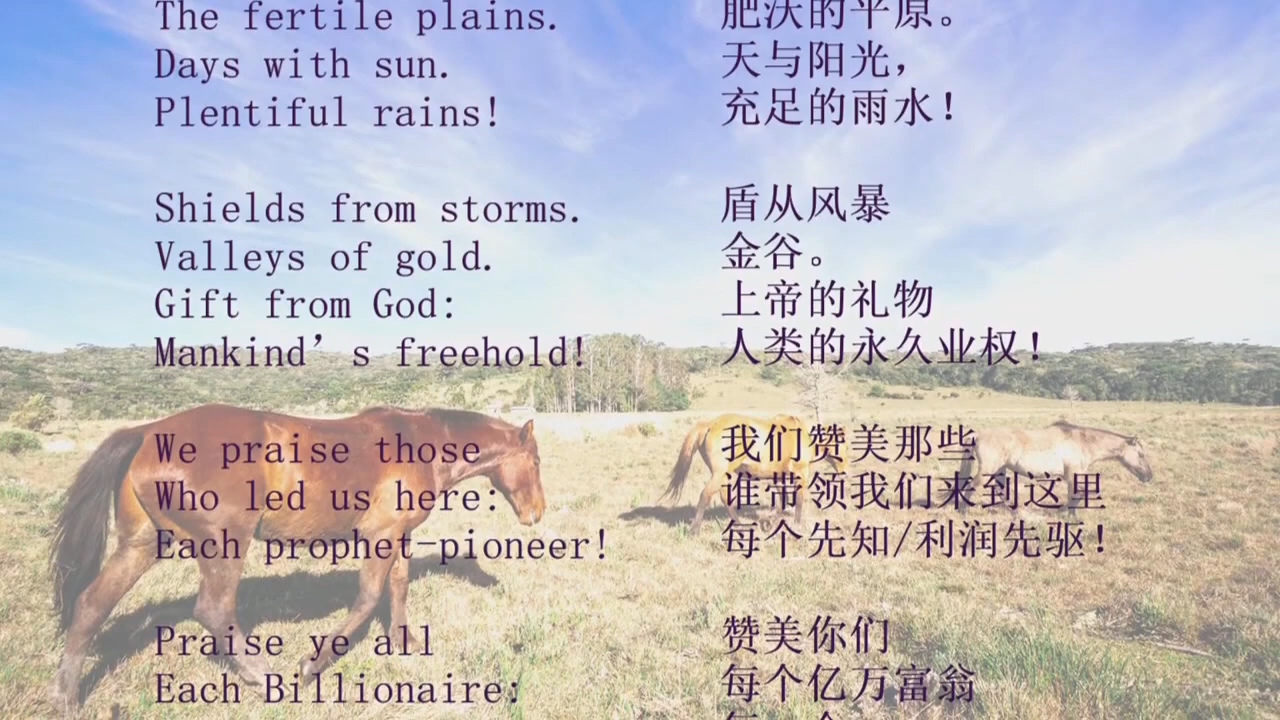 The fertile plains.
Days with sun.
Plentiful rains!
Shields from storms.
Valleys of gold.
Gift from God:
Mankind’s freehold!
We praise those
Who led us here:
Each prophet-pioneer!
Praise ye all
Each Billionaire:
肥沃的平原。
天与阳光，
充足的雨水！
盾从风暴
金谷。
上帝的礼物
人类的永久业权！
我们赞美那些
谁带领我们来到这里
每个先知/利润先驱！
赞美你们
每个亿万富翁